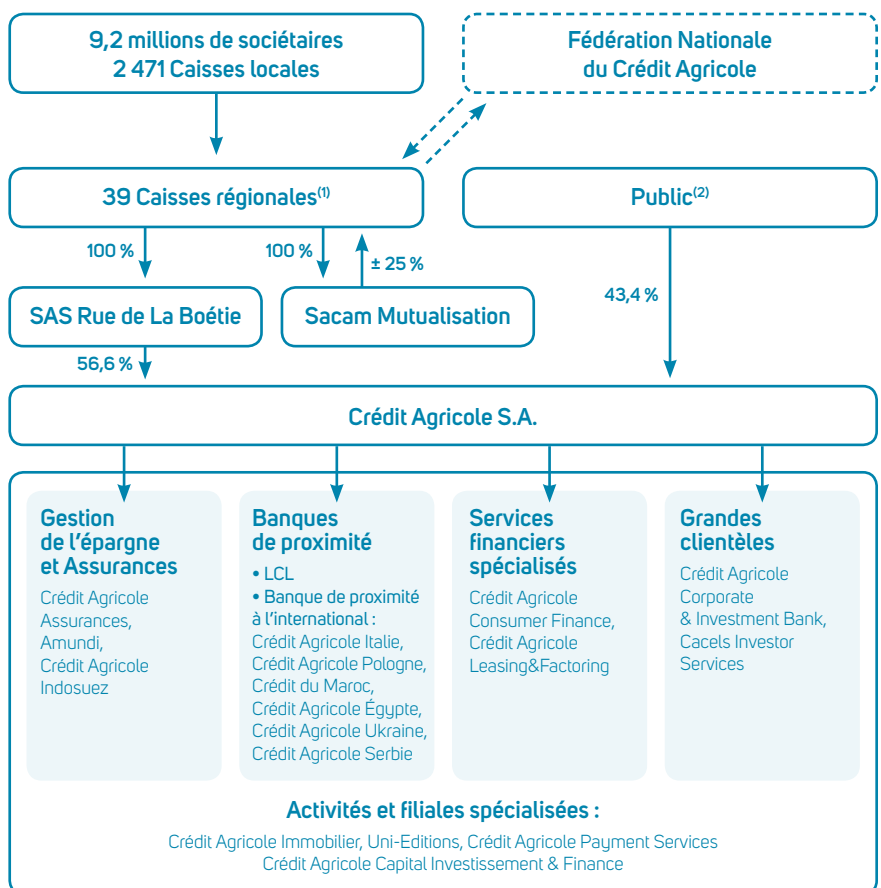 9,2 millions de sociétaires
2 471 Caisses locales
Fédération Nationale
du Crédit Agricole
39 Caisses régionales(1)
Public(2)
100 %
100 %
± 25 %
43,4 %
SAS Rue de La Boétie
Sacam Mutualisation
56,6 %
Crédit Agricole S.A.
Gestion
de l'épargne
et Assurances
Crédit Agricole
Assurances,
Amundi,
Crédit Agricole
Indosuez
Banques
de proximité
• LCL
• Banque de proximité
à l'international :
Crédit Agricole Italie,
Crédit Agricole Pologne,
Crédit du Maroc,
Crédit Agricole Égypte,
Crédit Agricole Ukraine,
Crédit Agricole Serbie
Services
financiers
spécialisés
Crédit Agricole
Consumer Finance,
Crédit Agricole
Leasing&Factoring
Grandes
clientèles
Crédit Agricole
Corporate
& Investment Bank,
Cacels Investor
Services
Activités et filiales spécialisées :
Crédit Agricole Immobilier, Uni-Editions, Crédit Agricole Payment Services
Crédit Agricole Capital Investissement & Finance